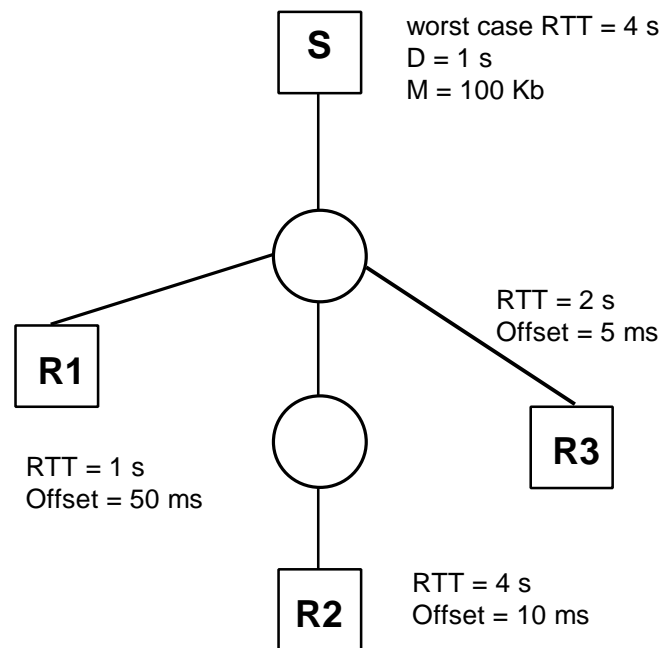 S
worst case RTT = 4 s
D = 1 s
M = 100 Kb
RTT = 2 s
Offset = 5 ms
R1
R3
RTT = 1 s
Offset = 50 ms
R2
RTT = 4 s
Offset = 10 ms